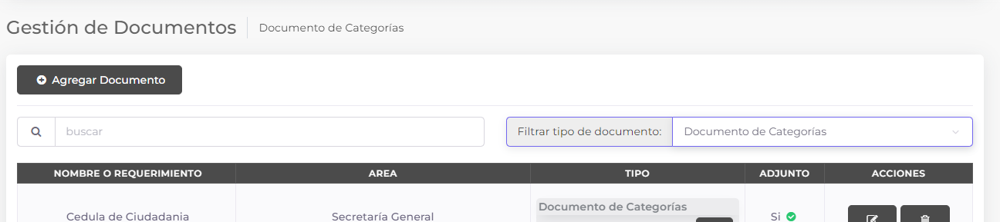 Gestión de Documentos Documento de Categorías
Agregar Documento
buscar Filtrar tipo de documento: Documento de Categorías
NOMBRE O REQUERIMIENTO AREA TIPO ADJUNTO ACCIONES
Documento de Categorías
Cedula de Ciudadania Secretaría General Si